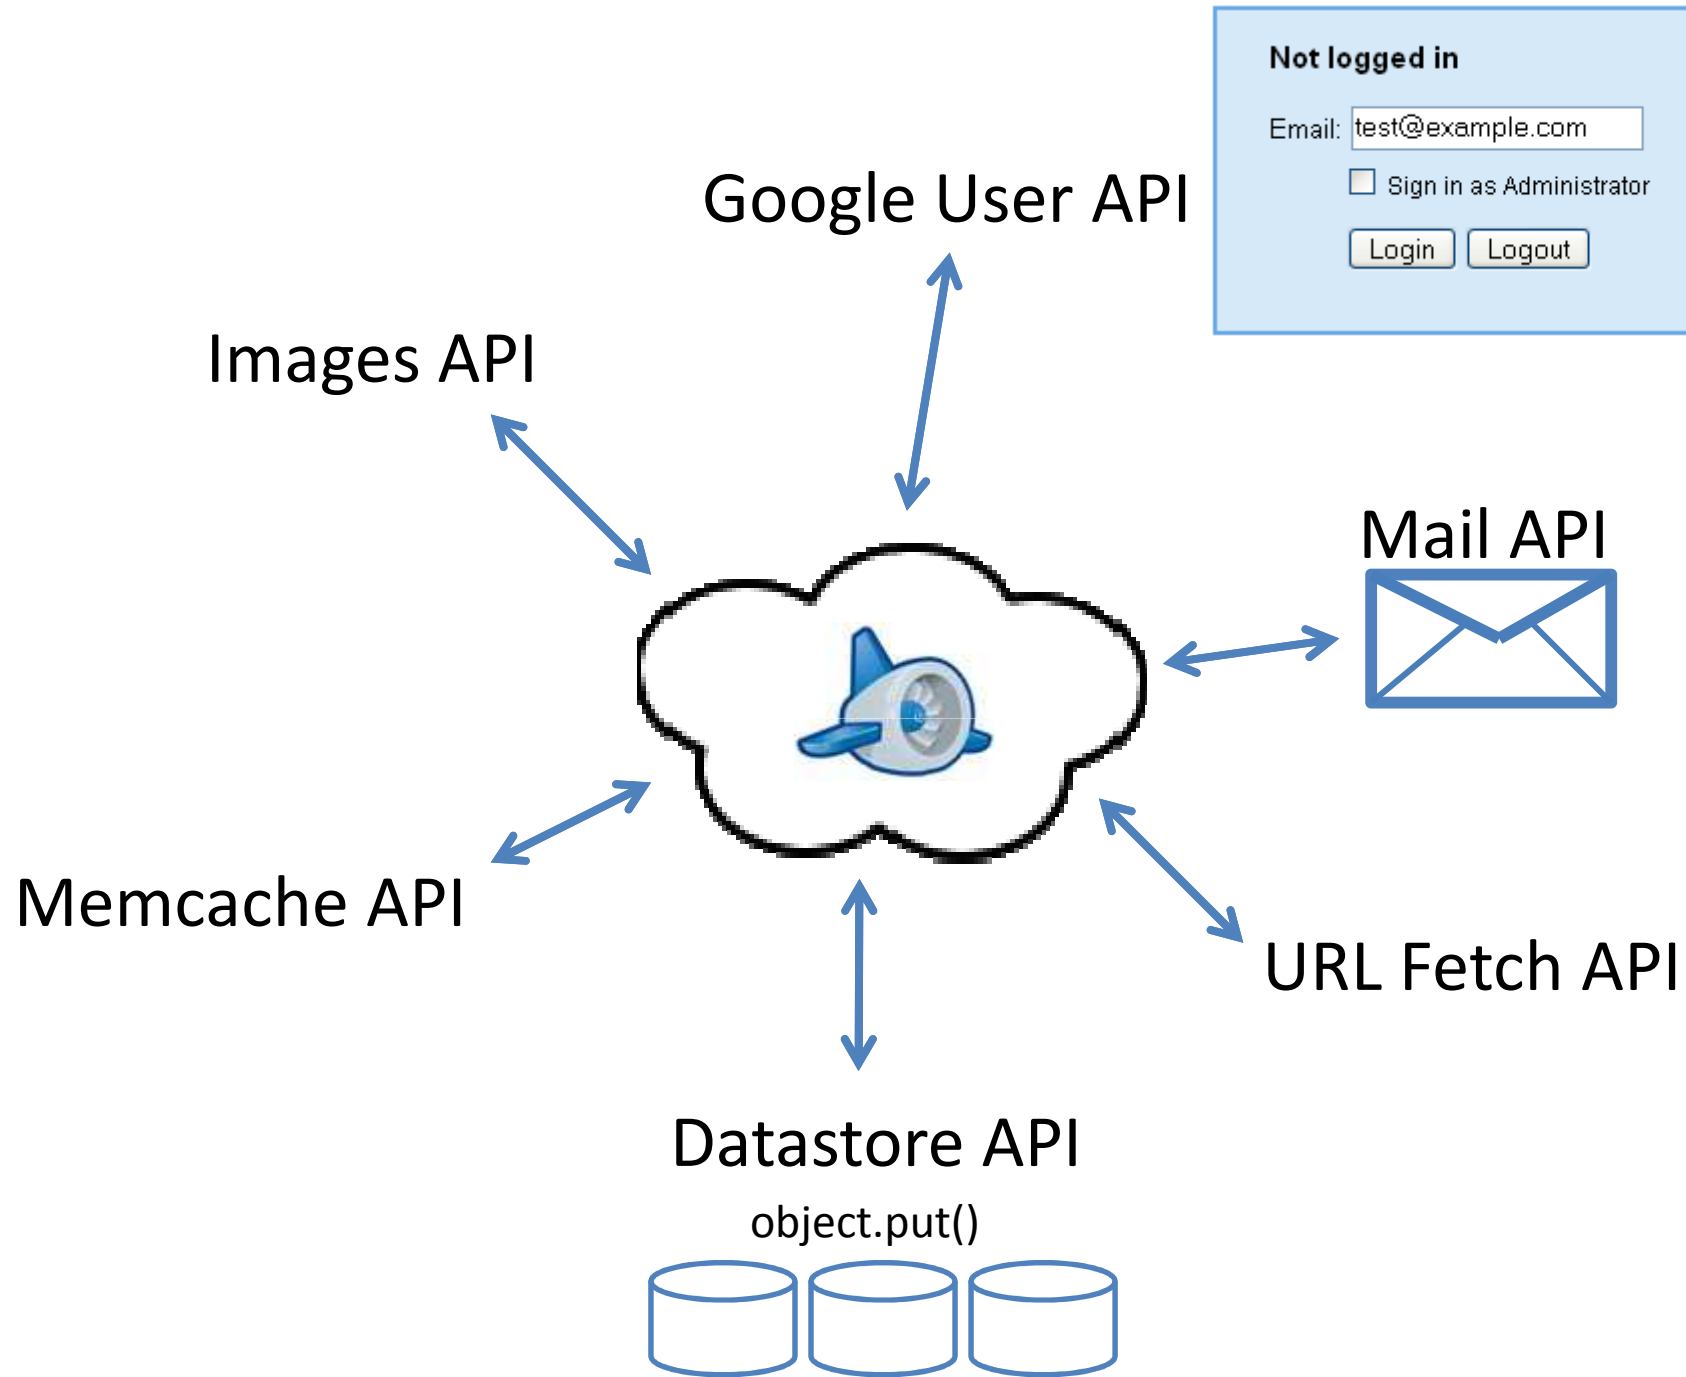 Not logged in
Email: test@example.com
Sign in as Administrator
Login Logout
Google User API
Images API
Mail API
Memcache API
URL Fetch API
Datastore API
object.put()